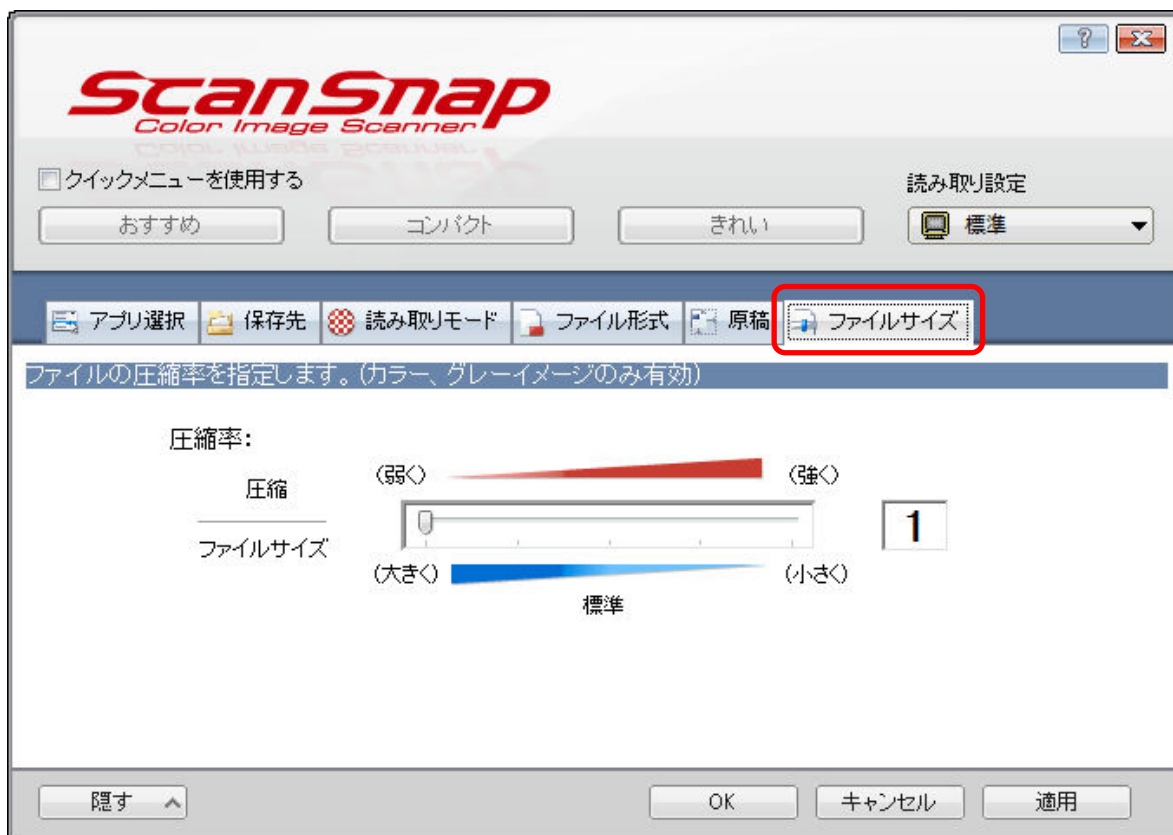 ScanSnap
Color Image Scanner
クイックメニューを使用する
読み取り設定
おすすめ コンパクト きれい 標準
アプリ選択 保存先 読み取りモード ファイル形式 原稿 ファイルサイズ
ファイルの圧縮率を指定します。(カラー、グレーイメージのみ有効)
圧縮率:
(弱く) (強く)
圧縮
1
ファイルサイズ
(大きく) (小さく)
標準
隠す OK キャンセル 適用